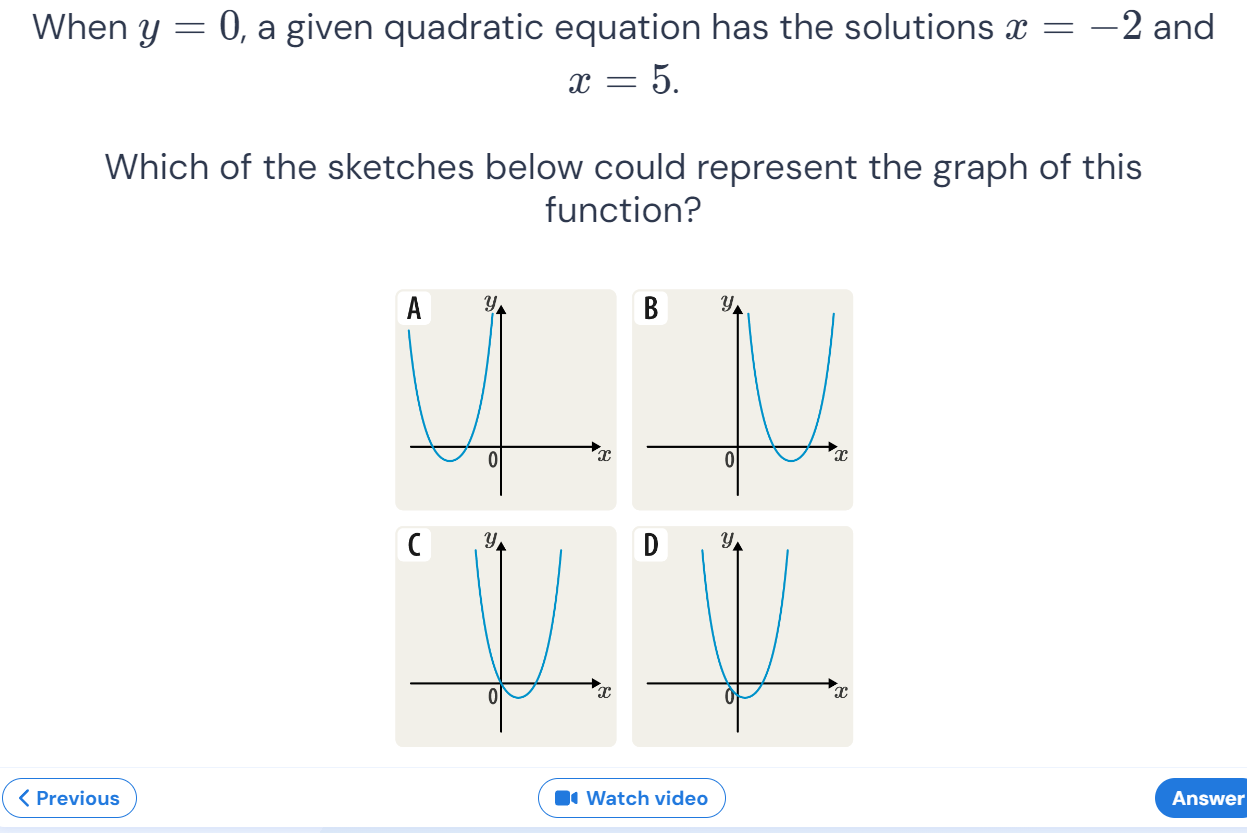 When y = 0, a given quadratic equation has the solutions x = −2 and
x = 5.
Which of the sketches below could represent the graph of this
function?
A
y
0
x
B
y
0
x
C
y
0
x
D
y
0
x
Previous
Watch video
Answer